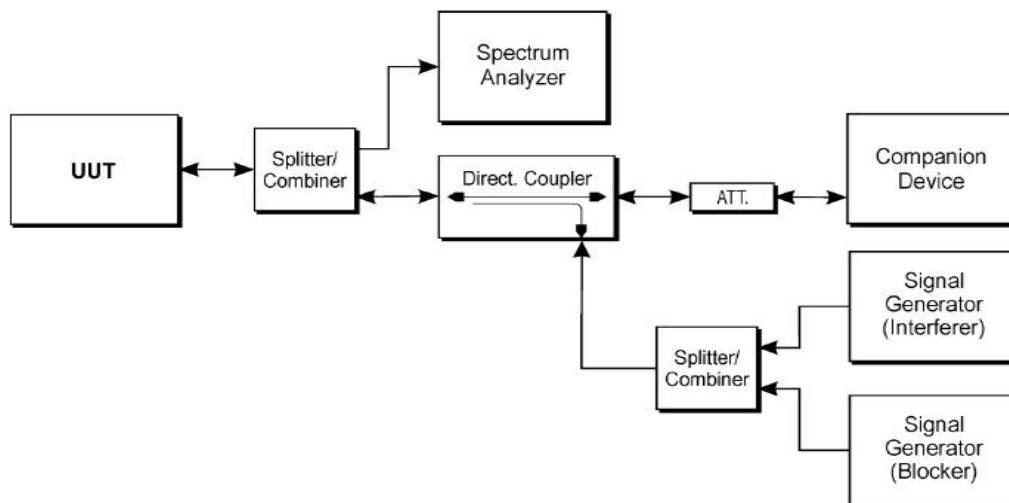 Spectrum
Analyzer
UUT
Splitter/
Combiner
Direct. Coupler
ATT.
Companion
Device
Signal
Generator
(Interferer)
Splitter/
Combiner
Signal
Generator
(Blocker)